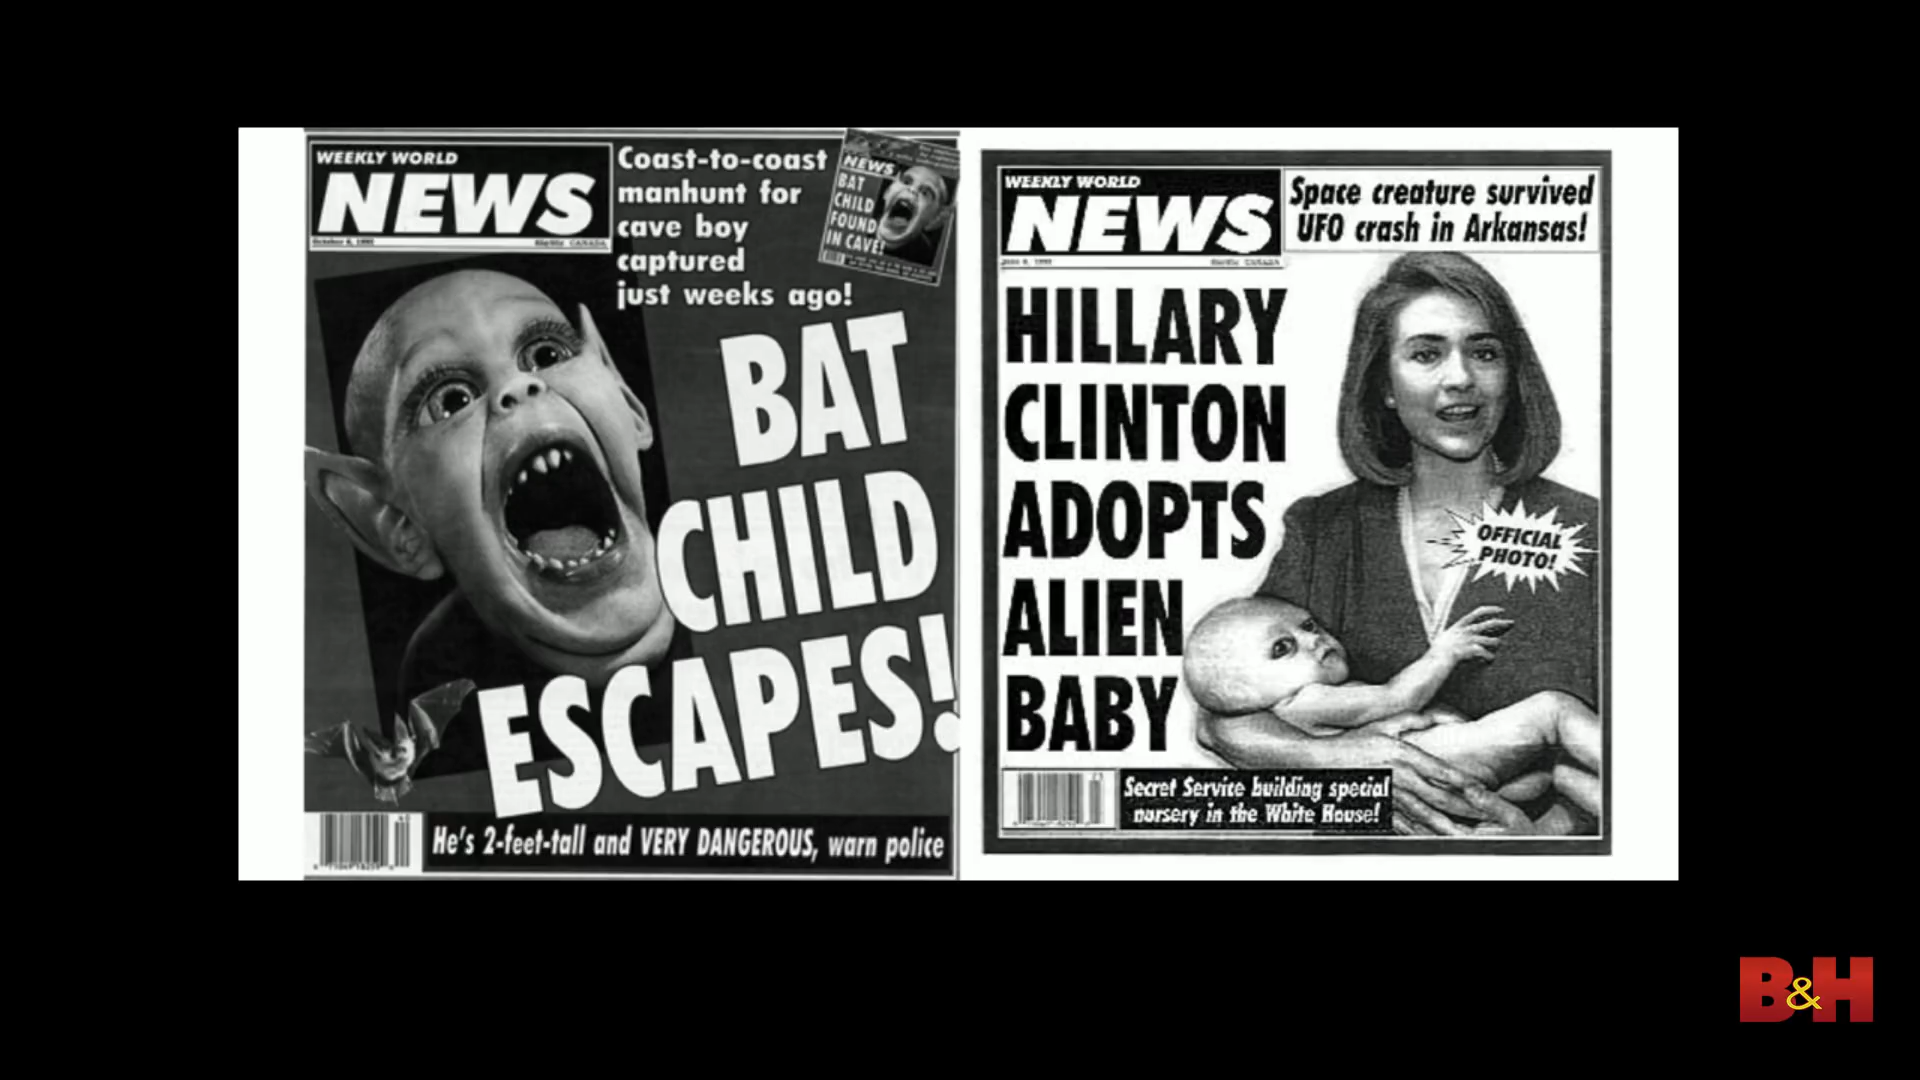 WEEKLY WORLD
NEWS
Coast-to-coast
manhunt for
cave boy
captured
just weeks ago!
NEWS
BAT
CHILD
FOUND
IN CAVE!
BAT
CHILD
ESCAPES!
He's 2-feet-tall and VERY DANGEROUS, warn police
WEEKLY WORLD
NEWS
Space creature survived
UFO crash in Arkansas!
HILLARY
CLINTON
ADOPTS
ALIEN
BABY
OFFICIAL
PHOTO!
Secret Service building special
nursery in the White House!
B&H